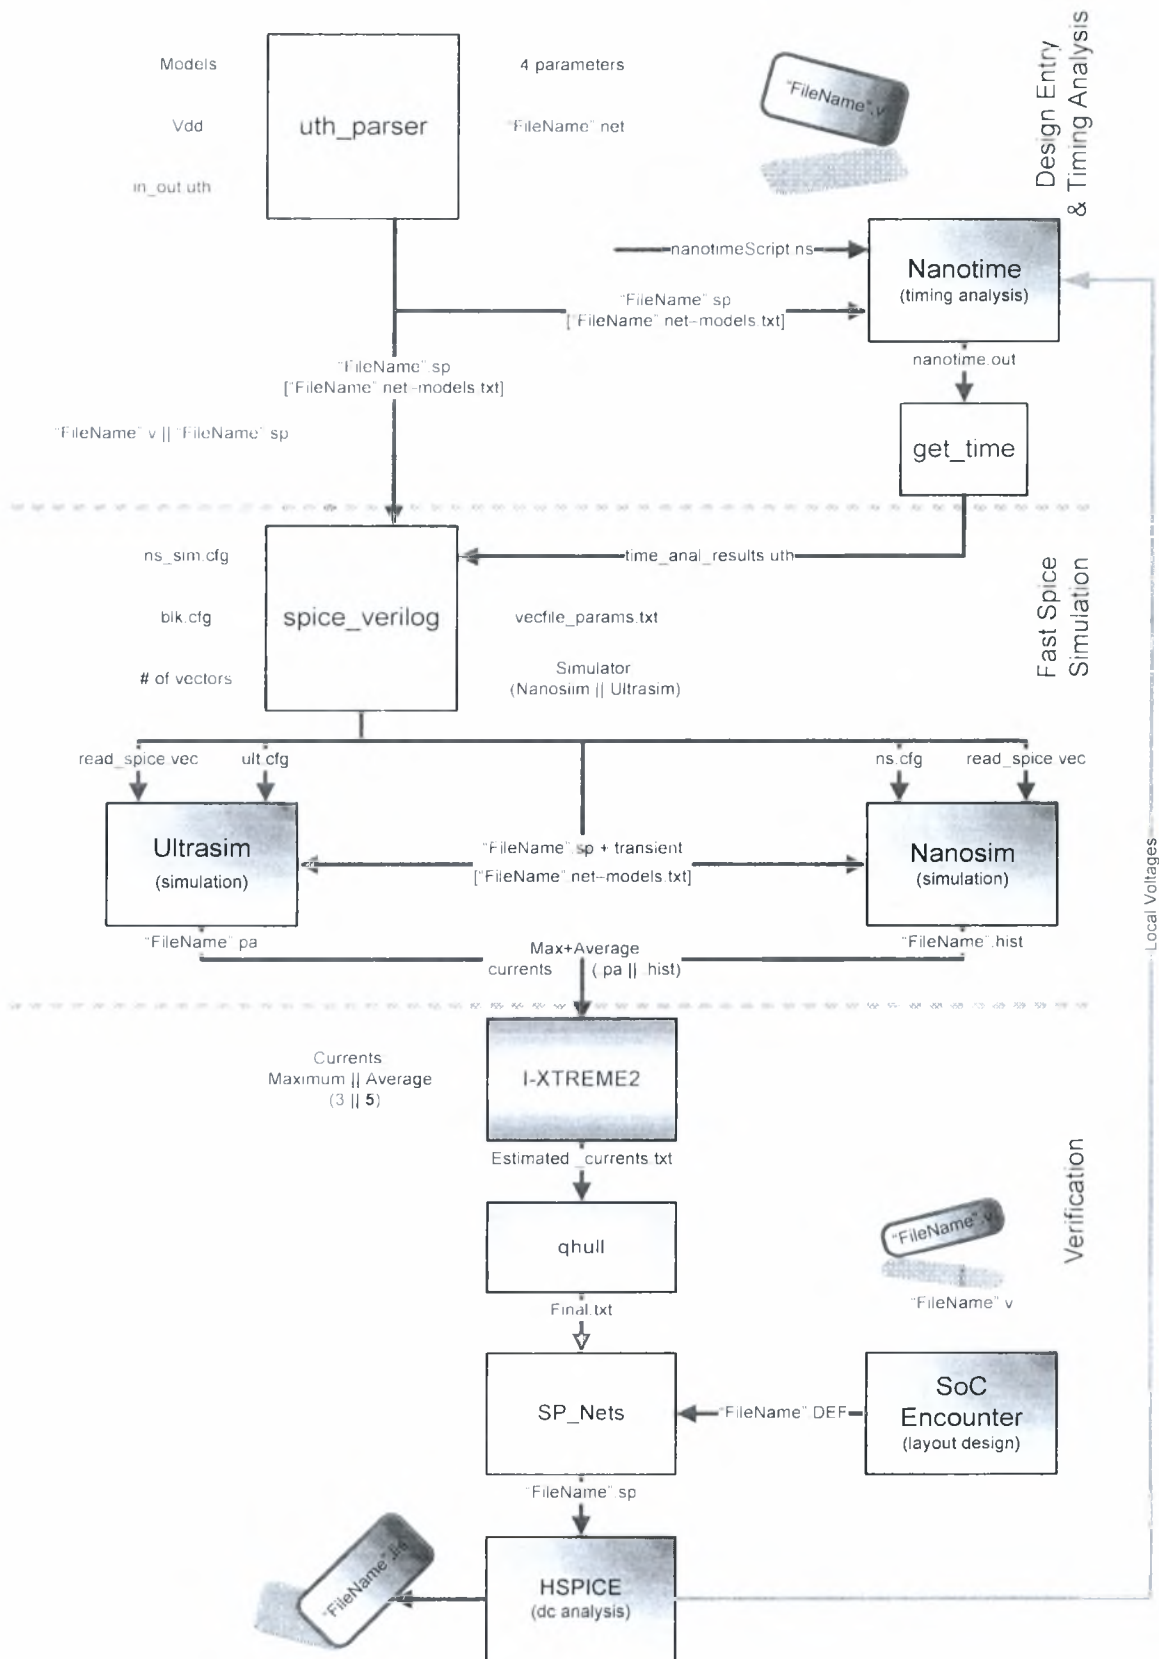 Models
4 parameters
"FileName".v
Design Entry
& Timing Analysis
Vdd
uth_parser
"FileName" net
in_out uth
nanotimeScript ns
Nanotime
(timing analysis)
"FileName" sp
["FileName" net-models.txt]
nanotime.out
"FileName".sp
["FileName" net-models txt]
"FileName" v || "FileName" sp
get_time
ns_sim.cfg
time_anal_results uth
Fast Spice
Simulation
blk.cfg
spice_verilog
vecfile_params.txt
# of vectors
Simulator
(Nanosiim || Ultrasim)
read_spice vec
ult.cfg
ns.cfg
read_spice vec
Ultrasim
(simulation)
"FileName".sp + transient
["FileName" net-models.txt]
Nanosim
(simulation)
Local Voltages
"FileName" pa
Max+Average
currents (.pa || .hist)
"FileName".hist
Currents
Maximum || Average
(3 || 5)
I-XTREME2
Estimated _currents.txt
Verification
qhull
"FileName".v
"FileName" v
Final.txt
SP_Nets
"FileName" DEF
SoC
Encounter
(layout design)
"FileName".sp
HSPICE
(dc analysis)
"FileName"